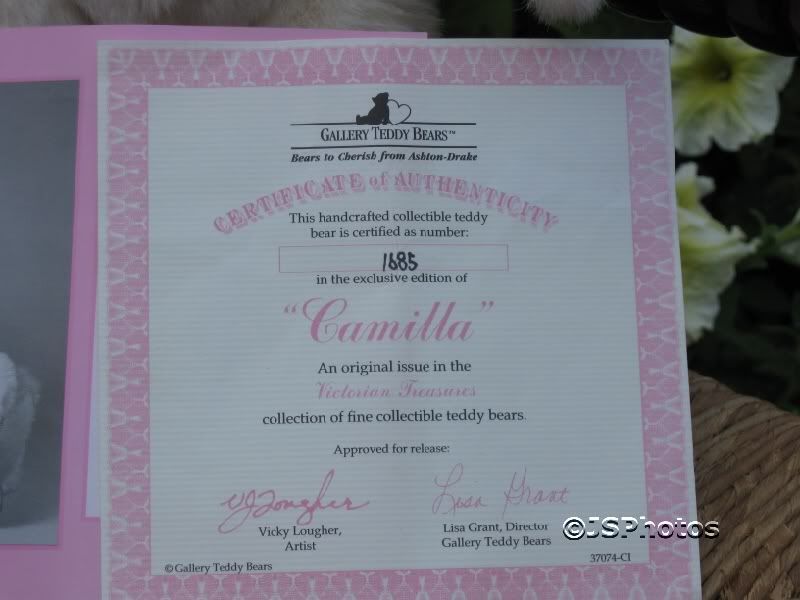 GALLERY TEDDY BEARS™
Bears to Cherish from Ashton-Drake
CERTIFICATE of AUTHENTICITY
This handcrafted collectible teddy
bear is certified as number:
1685
in the exclusive edition of
"Camilla"
An original issue in the
Victorian Treasures
collection of fine collectible teddy bears.
Approved for release:
VJLougher
Lisa Grant
Vicky Lougher,
Artist
Lisa Grant, Director
Gallery Teddy Bears
©JSPhotos
37074-CI
©Gallery Teddy Bears